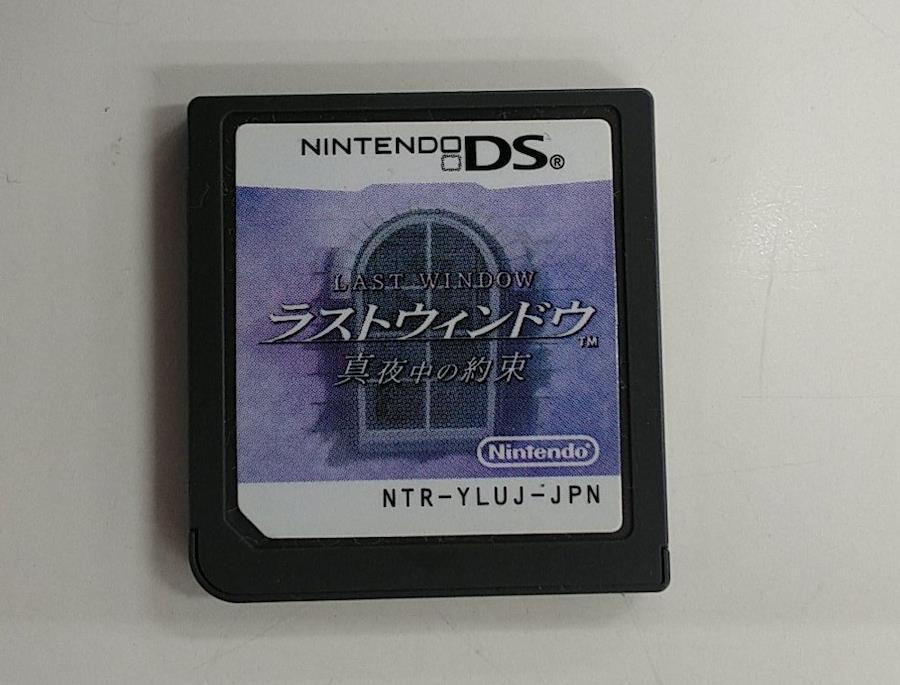 NINTENDO DS®
LAST WINDOW
ラストウィンドウ™
真夜中の約束
Nintendo®
NTR-YLUJ-JPN